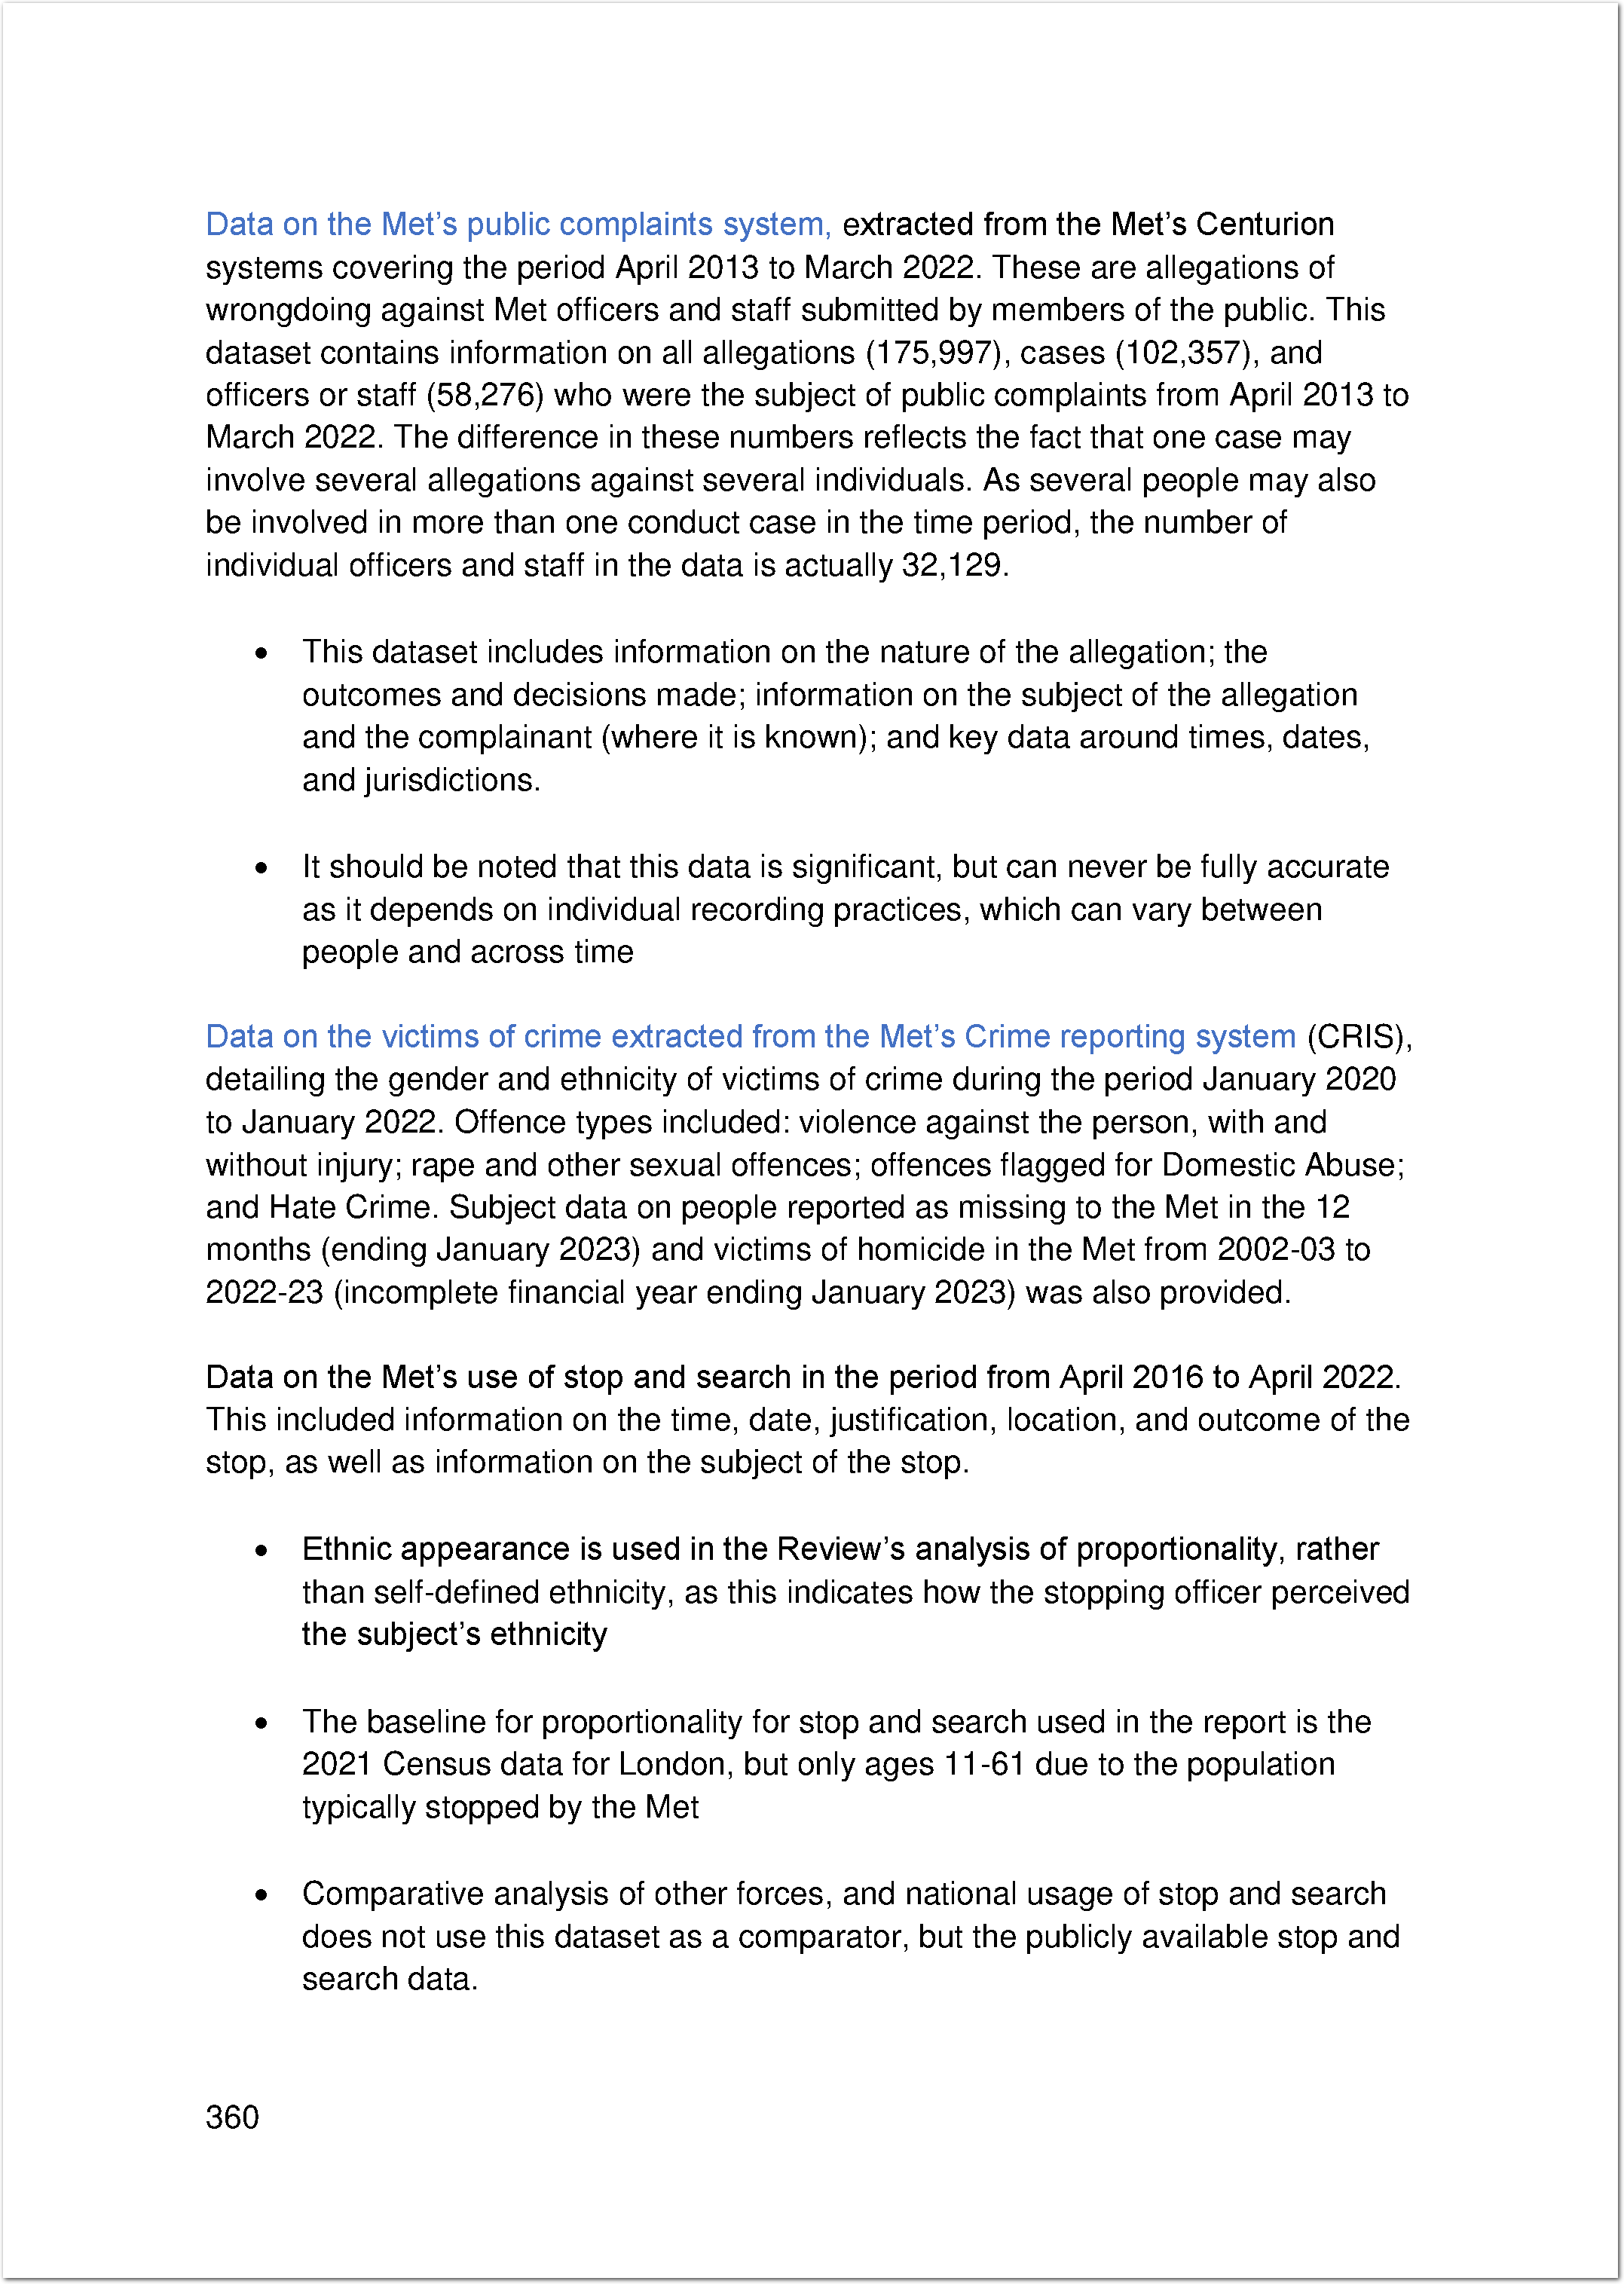 Data on the Met’s public complaints system, extracted from the Met’s Centurion
systems covering the period April 2013 to March 2022. These are allegations of
wrongdoing against Met officers and staff submitted by members of the public. This
dataset contains information on all allegations (175,997), cases (102,357), and
officers or staff (58,276) who were the subject of public complaints from April 2013 to
March 2022. The difference in these numbers reflects the fact that one case may
involve several allegations against several individuals. As several people may also
be involved in more than one conduct case in the time period, the number of
individual officers and staff in the data is actually 32,129.
• This dataset includes information on the nature of the allegation; the
outcomes and decisions made; information on the subject of the allegation
and the complainant (where it is known); and key data around times, dates,
and jurisdictions.
• It should be noted that this data is significant, but can never be fully accurate
as it depends on individual recording practices, which can vary between
people and across time
Data on the victims of crime extracted from the Met’s Crime reporting system (CRIS),
detailing the gender and ethnicity of victims of crime during the period January 2020
to January 2022. Offence types included: violence against the person, with and
without injury; rape and other sexual offences; offences flagged for Domestic Abuse;
and Hate Crime. Subject data on people reported as missing to the Met in the 12
months (ending January 2023) and victims of homicide in the Met from 2002-03 to
2022-23 (incomplete financial year ending January 2023) was also provided.
Data on the Met’s use of stop and search in the period from April 2016 to April 2022.
This included information on the time, date, justification, location, and outcome of the
stop, as well as information on the subject of the stop.
• Ethnic appearance is used in the Review’s analysis of proportionality, rather
than self-defined ethnicity, as this indicates how the stopping officer perceived
the subject’s ethnicity
• The baseline for proportionality for stop and search used in the report is the
2021 Census data for London, but only ages 11-61 due to the population
typically stopped by the Met
• Comparative analysis of other forces, and national usage of stop and search
does not use this dataset as a comparator, but the publicly available stop and
search data.
360